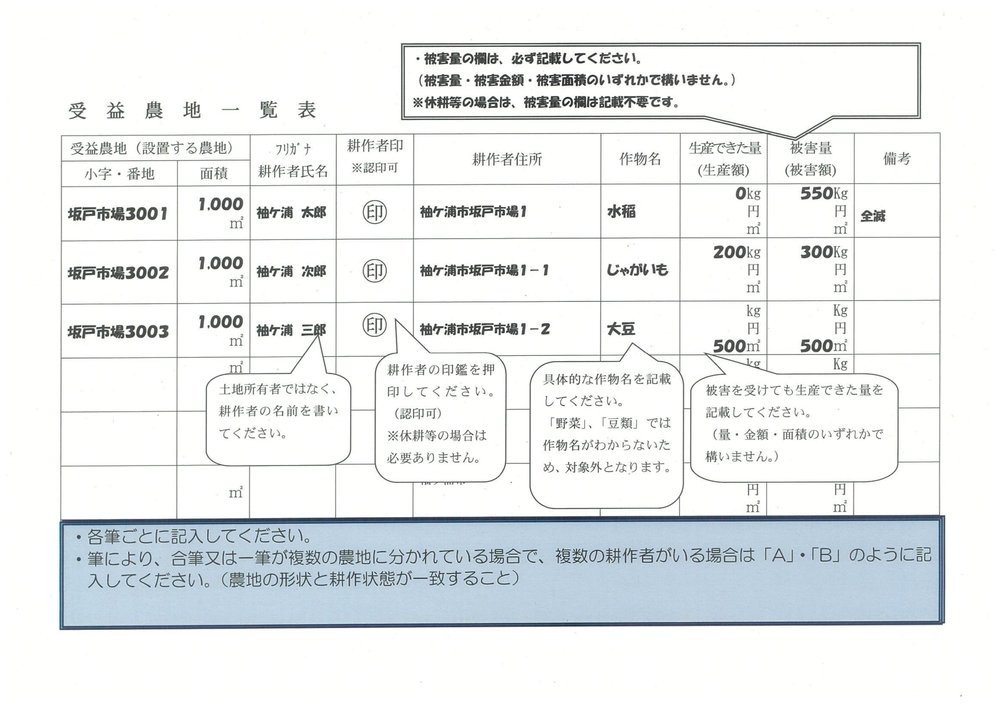 ・被害量の欄は、必ず記載してください。
（被害量・被害金額・被害面積のいずれかで構いません。）
※休耕等の場合は、被害量の欄は記載不要です。
受益農地一覧表
受益農地（設置する農地）
小字・番地
面積
ﾌﾘｶﾞﾅ
耕作者氏名
耕作者印
※認印可
耕作者住所
作物名
生産できた量
(生産額)
被害量
(被害額)
備考
坂戸市場3001 1.000㎡ 袖ケ浦 太郎 ㊞ 袖ケ浦市坂戸市場1 水稲 0kg 550Kg
円 円
㎡ ㎡
全滅
坂戸市場3002 1.000㎡ 袖ケ浦 次郎 ㊞ 袖ケ浦市坂戸市場1－1 じゃがいも 200kg 300Kg
円 円
㎡ ㎡
坂戸市場3003 1.000㎡ 袖ケ浦 三郎 ㊞ 袖ケ浦市坂戸市場1－2 大豆 kg Kg
円 円
500㎡ 500㎡
㎡ kg Kg
土地所有者ではなく、
耕作者の名前を書い
てください。
耕作者の印鑑を押
印してください。
（認印可）
※休耕等の場合は
必要ありません。
具体的な作物名を記載
してください。
「野菜」、「豆類」では
作物名がわからないた
め、対象外となります。
被害を受けても生産できた量を
記載してください。
（量・金額・面積のいずれかで
構いません。）
㎡ 円 円
㎡ ㎡
・各筆ごとに記入してください。
・筆により、合筆又は一筆が複数の農地に分かれている場合で、複数の耕作者がいる場合は「A」・「B」のように記
入してください。（農地の形状と耕作状態が一致すること）